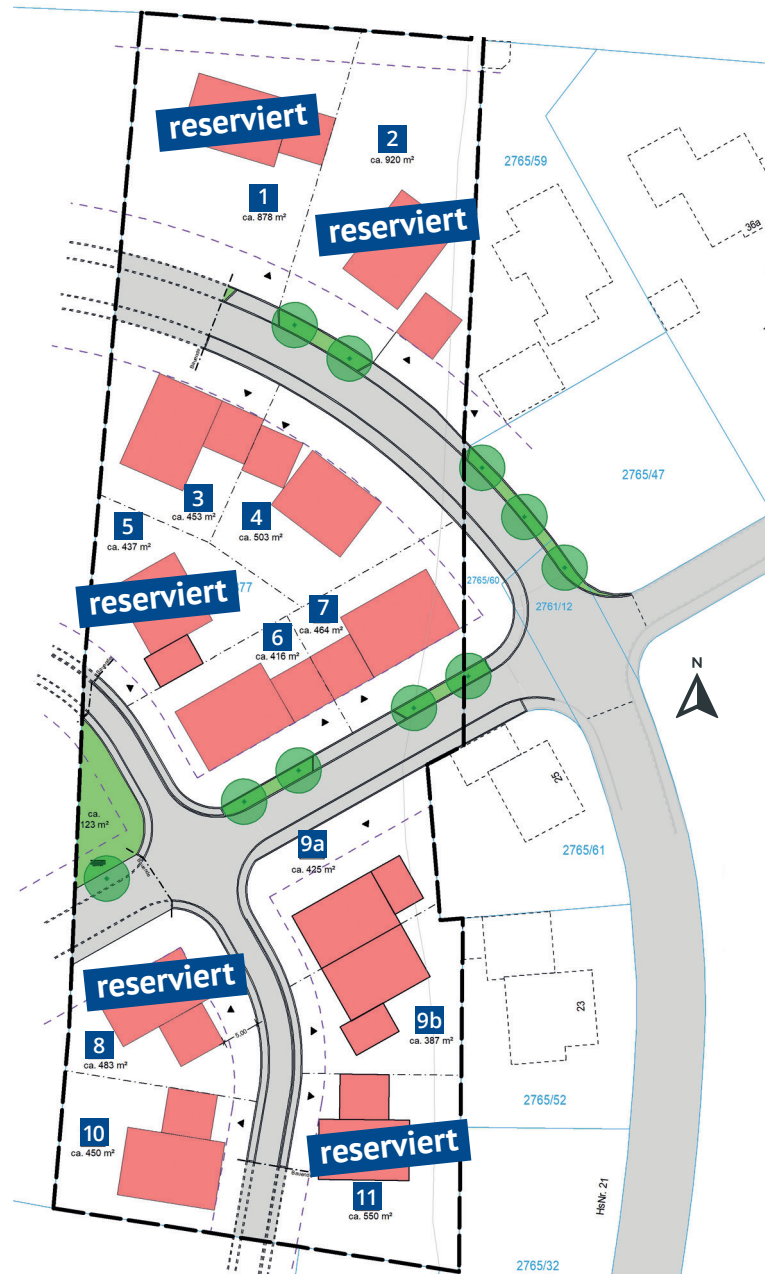 reserviert
1
ca. 878 m²
2
ca. 920 m²
reserviert
2765/59
36a
2765/47
3
ca. 453 m²
4
ca. 503 m²
5
ca. 437 m²
reserviert
77
7
ca. 464 m²
6
ca. 416 m²
2765/60
2761/12
N
25
2765/61
ca.
123 m²
9a
ca. 425 m²
reserviert
5,00
8
ca. 483 m²
9b
ca. 387 m²
23
2765/52
10
ca. 450 m²
reserviert
11
ca. 550 m²
HsNr. 21
2765/32